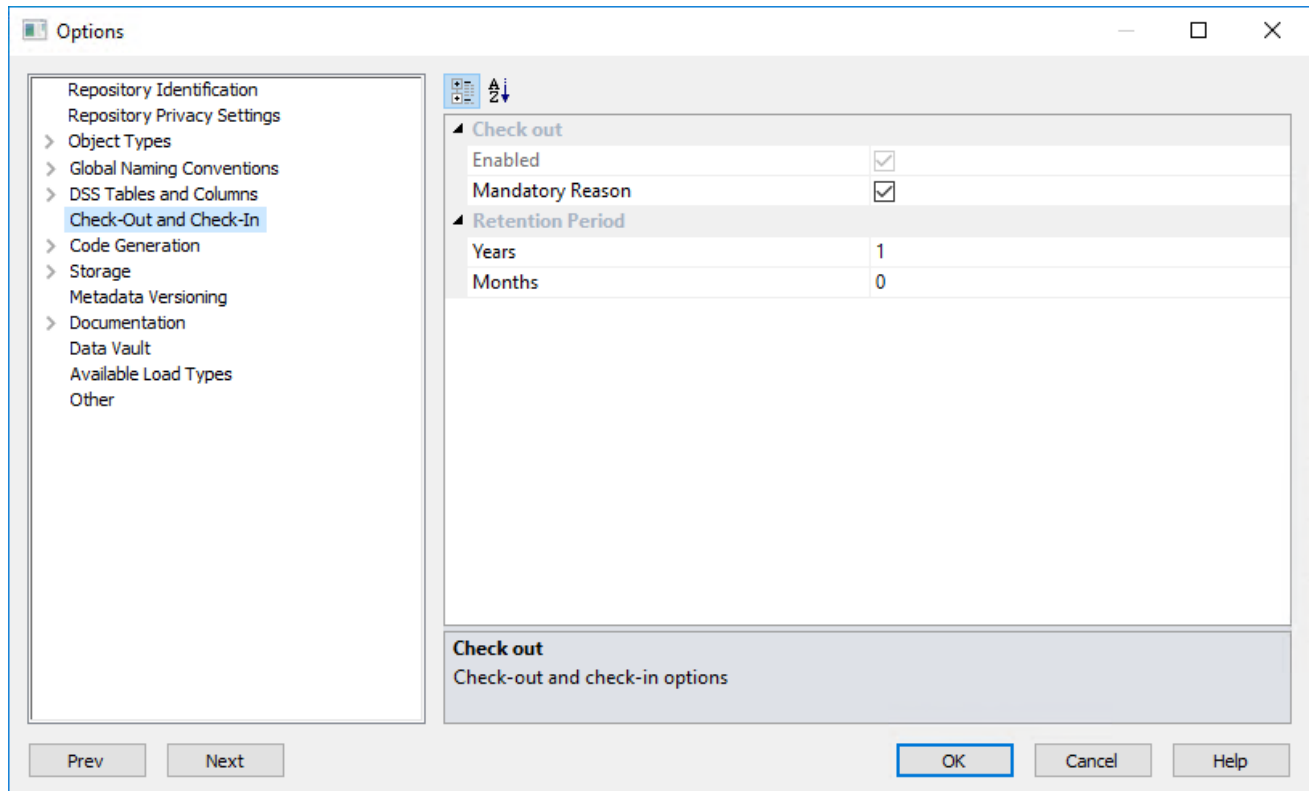 Options
Repository Identification
Repository Privacy Settings
Object Types
Global Naming Conventions
DSS Tables and Columns
Check-Out and Check-In
Code Generation
Storage
Metadata Versioning
Documentation
Data Vault
Available Load Types
Other
A
Z
Check out
Enabled
Mandatory Reason
Retention Period
Years 1
Months 0
Check out
Check-out and check-in options
Prev Next OK Cancel Help